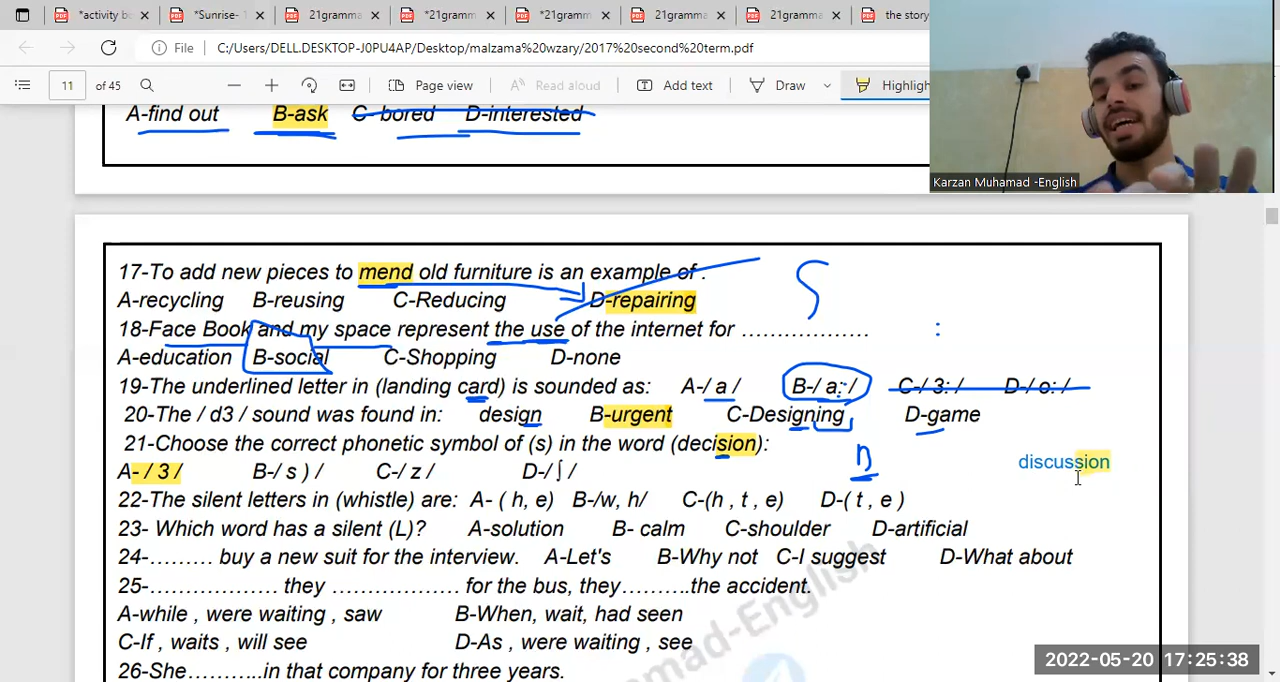 *activity b
*Sunrise-
21gramma
*21gramm
*21gramm
21gramma
21gramma
the story
File
C:/Users/DELL.DESKTOP-J0PU4AP/Desktop/malzama%20wzary/2017%20second%20term.pdf
11 of 45
Page view
Read aloud
Add text
Draw
Highligh
A-find out B-ask C-bored D-interested
Karzan Muhamad -English
17-To add new pieces to mend old furniture is an example of .
A-recycling B-reusing C-Reducing D-repairing
S
18-Face Book and my space represent the use of the internet for ……………… :
A-education B-social C-Shopping D-none
19-The underlined letter in (landing card) is sounded as: A-/ a / B-/ a: / C-/ 3: / D-/ o: /
20-The / d3 / sound was found in: design B-urgent C-Designing D-game
21-Choose the correct phonetic symbol of (s) in the word (decision):
discussion
A- / 3 / B-/ s ) / C-/ z / D-/ ∫ /
22-The silent letters in (whistle) are: A- ( h, e) B-/w, h/ C-(h , t , e) D-( t , e )
23- Which word has a silent (L)? A-solution B- calm C-shoulder D-artificial
24-……… buy a new suit for the interview. A-Let's B-Why not C-I suggest D-What about
25-……………… they ……………… for the bus, they………..the accident.
A-while , were waiting , saw B-When, wait, had seen
C-If , waits , will see D-As , were waiting , see
26-She………..in that company for three years.
mad-English
2022-05-20 17:25:38